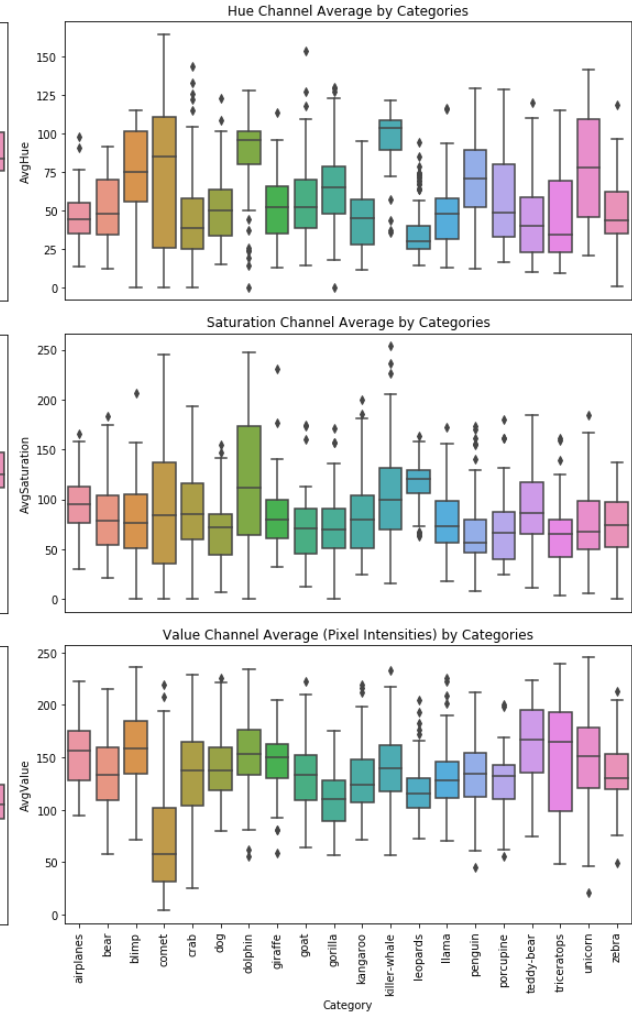 Hue Channel Average by Categories
AvgHue
150
125
100
75
50
25
0
Saturation Channel Average by Categories
AvgSaturation
250
200
150
100
50
0
Value Channel Average (Pixel Intensities) by Categories
AvgValue
250
200
150
100
50
0
airplanes
bear
blimp
comet
crab
dog
dolphin
giraffe
goat
gorilla
kangaroo
killer-whale
leopards
llama
penguin
porcupine
teddy-bear
triceratops
unicorn
zebra
Category